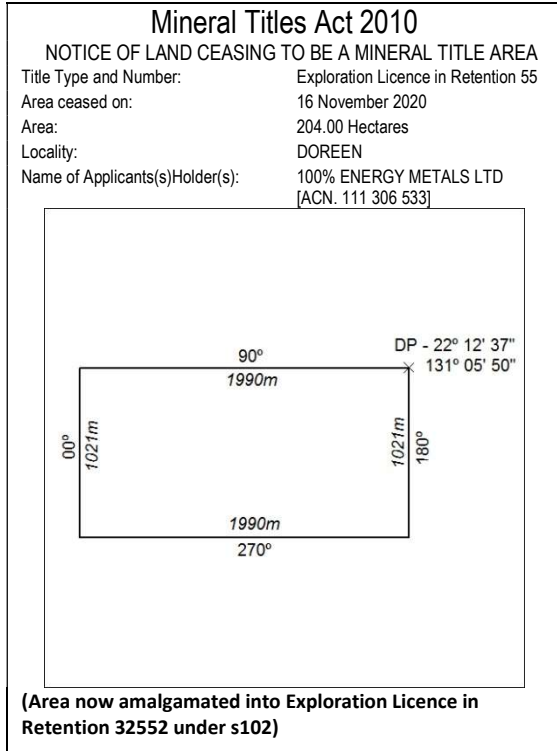 Mineral Titles Act 2010
NOTICE OF LAND CEASING TO BE A MINERAL TITLE AREA
Title Type and Number: Exploration Licence in Retention 55
Area ceased on: 16 November 2020
Area: 204.00 Hectares
Locality: DOREEN
Name of Applicants(s)Holder(s): 100% ENERGY METALS LTD
[ACN. 111 306 533]
DP - 22º 12' 37"
131º 05' 50"
90º
1990m
00º
1021m
1021m
180º
1990m
270º
(Area now amalgamated into Exploration Licence in
Retention 32552 under s102)